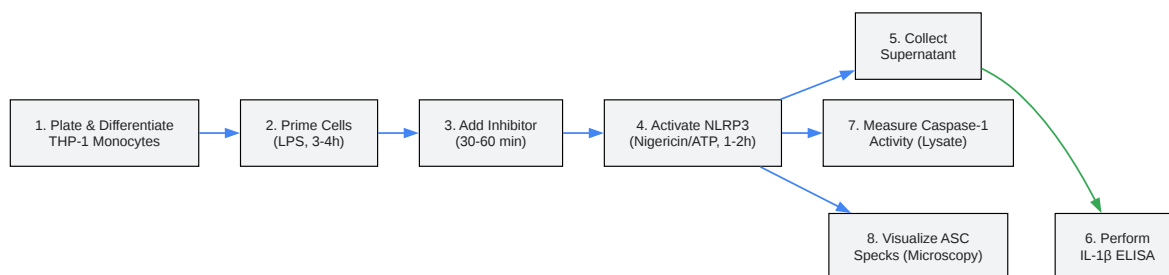 1. Plate & Differentiate
THP-1 Monocytes
2. Prime Cells
(LPS, 3-4h)
3. Add Inhibitor
(30-60 min)
4. Activate NLRP3
(Nigericin/ATP, 1-2h)
5. Collect
Supernatant
7. Measure Caspase-1
Activity (Lysate)
8. Visualize ASC
Specks (Microscopy)
6. Perform
IL-1β ELISA